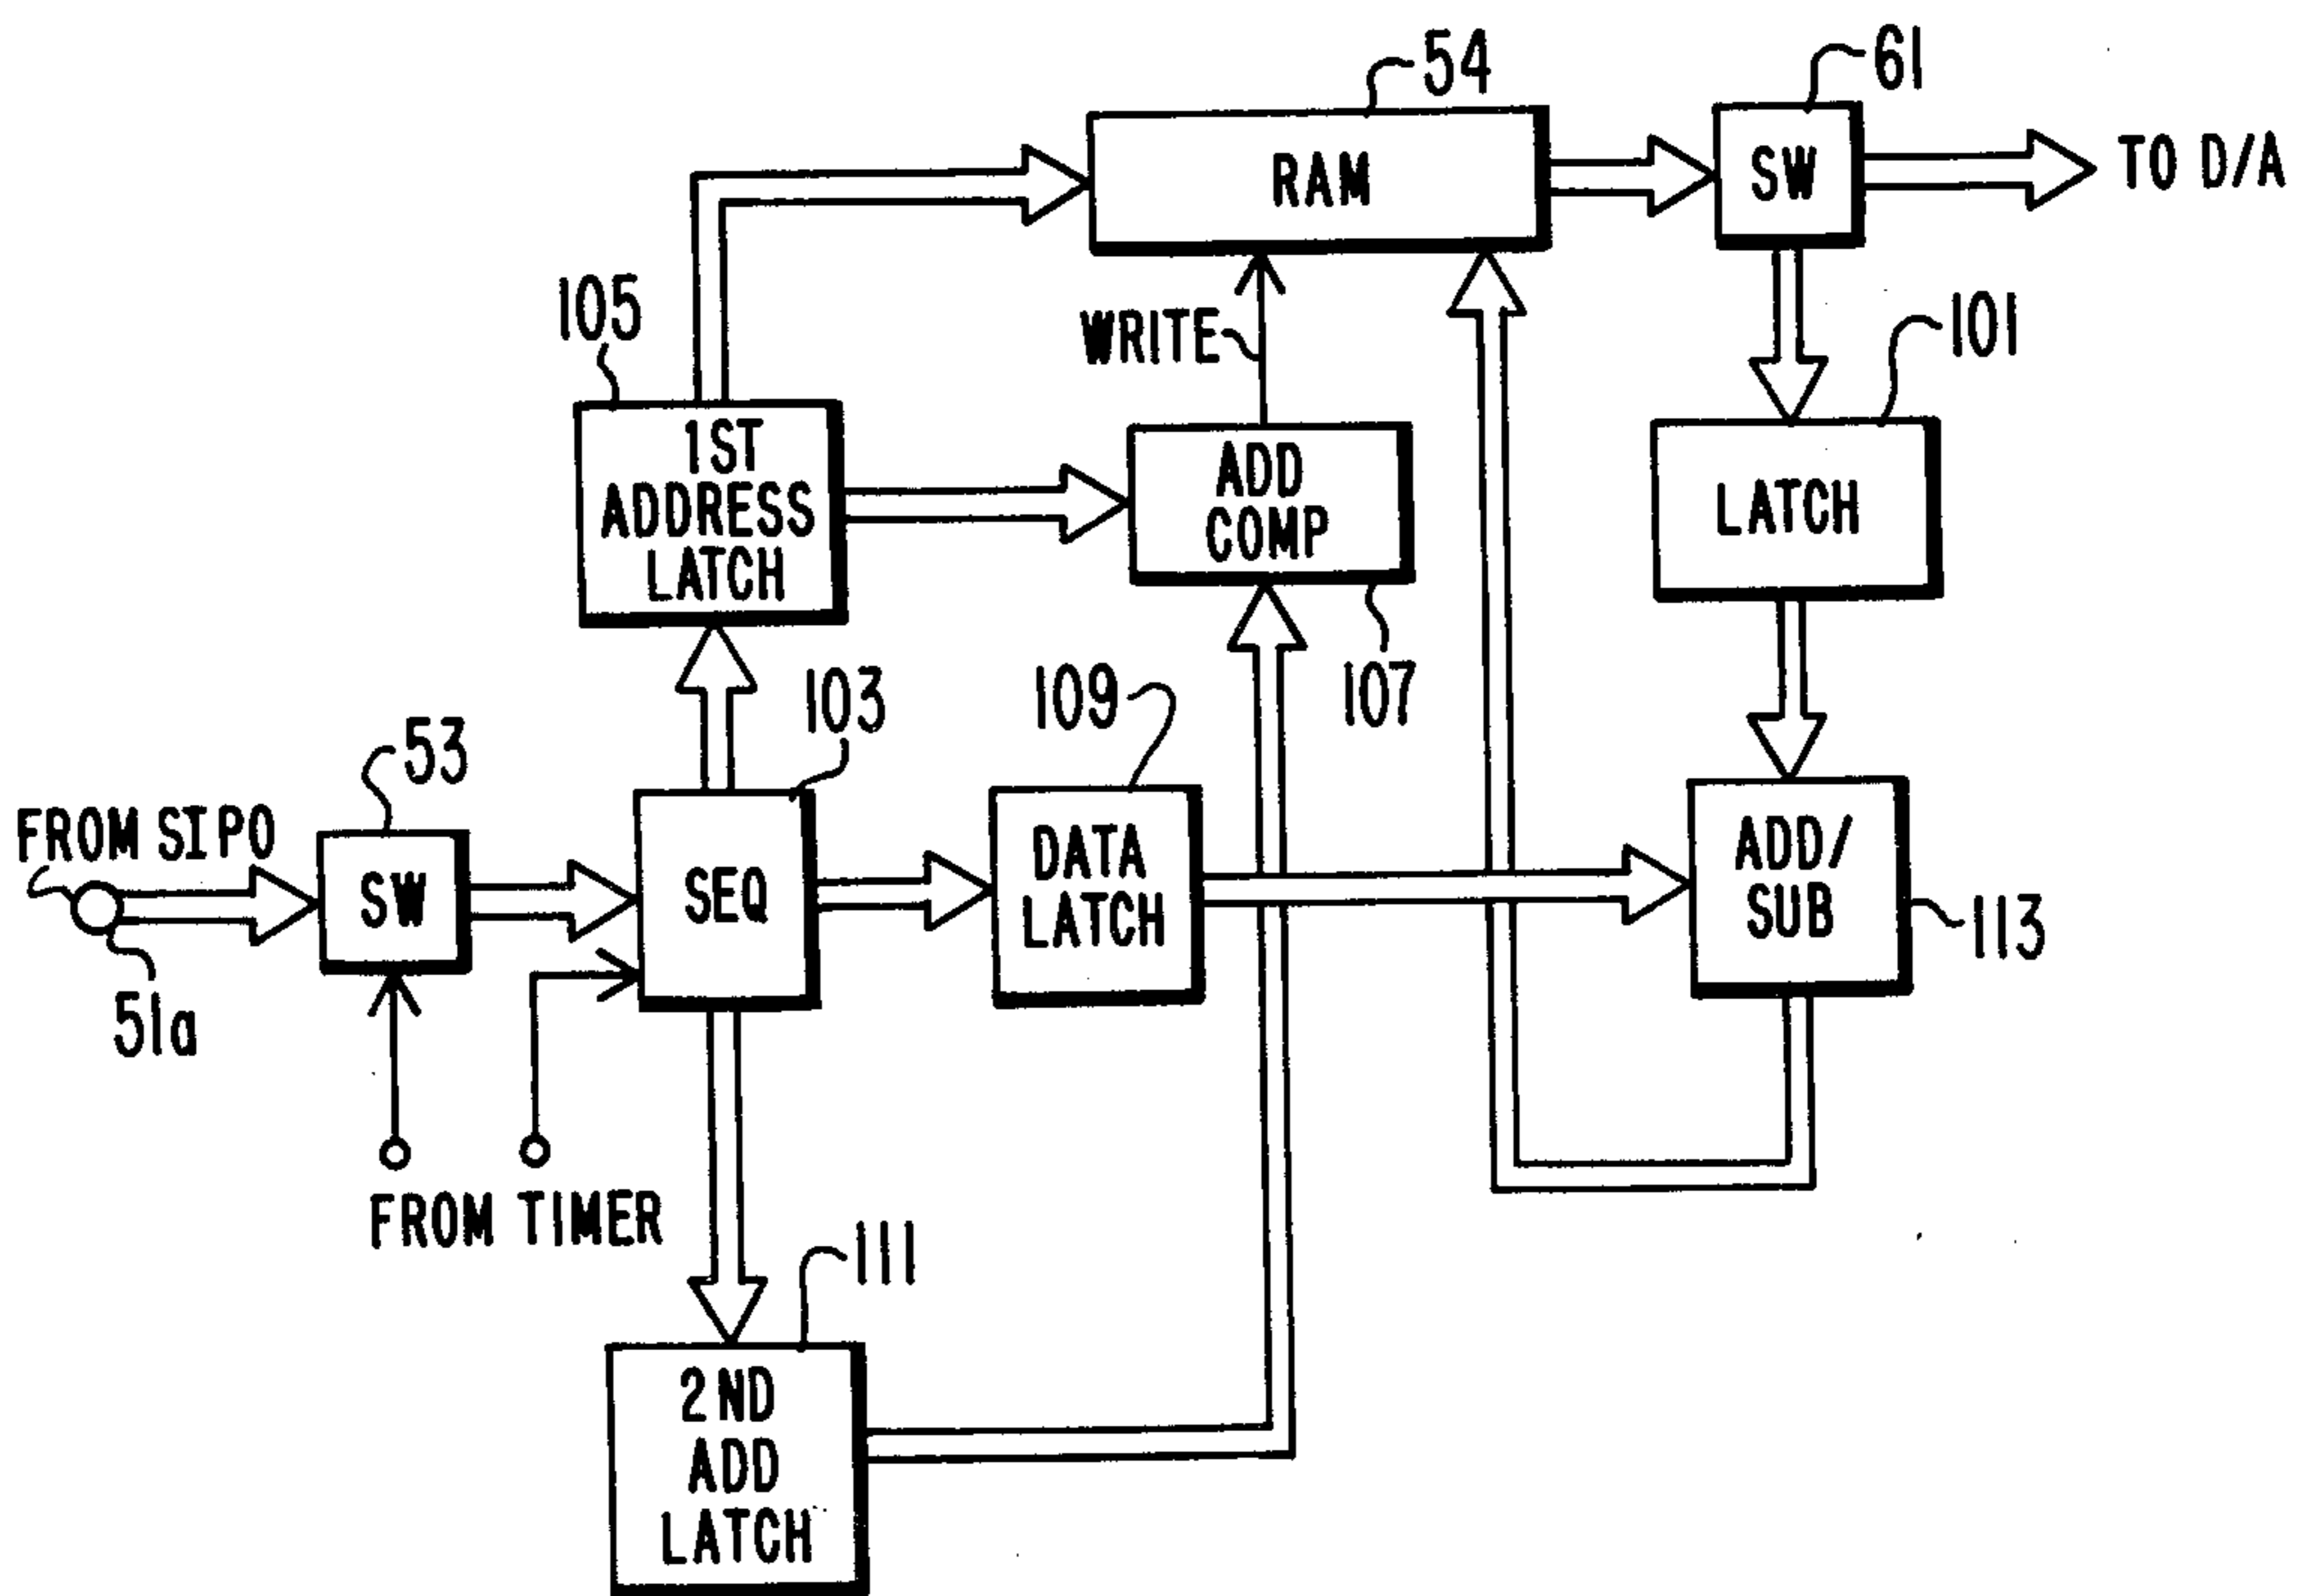 54
61
RAM
SW
TO D/A
105
WRITE
101
1ST
ADDRESS
LATCH
ADD
COMP
LATCH
103
109
107
53
FROM SIPO
SW
SEQ
DATA
LATCH
ADD/
SUB
113
51a
FROM TIMER
111
2ND
ADD
LATCH